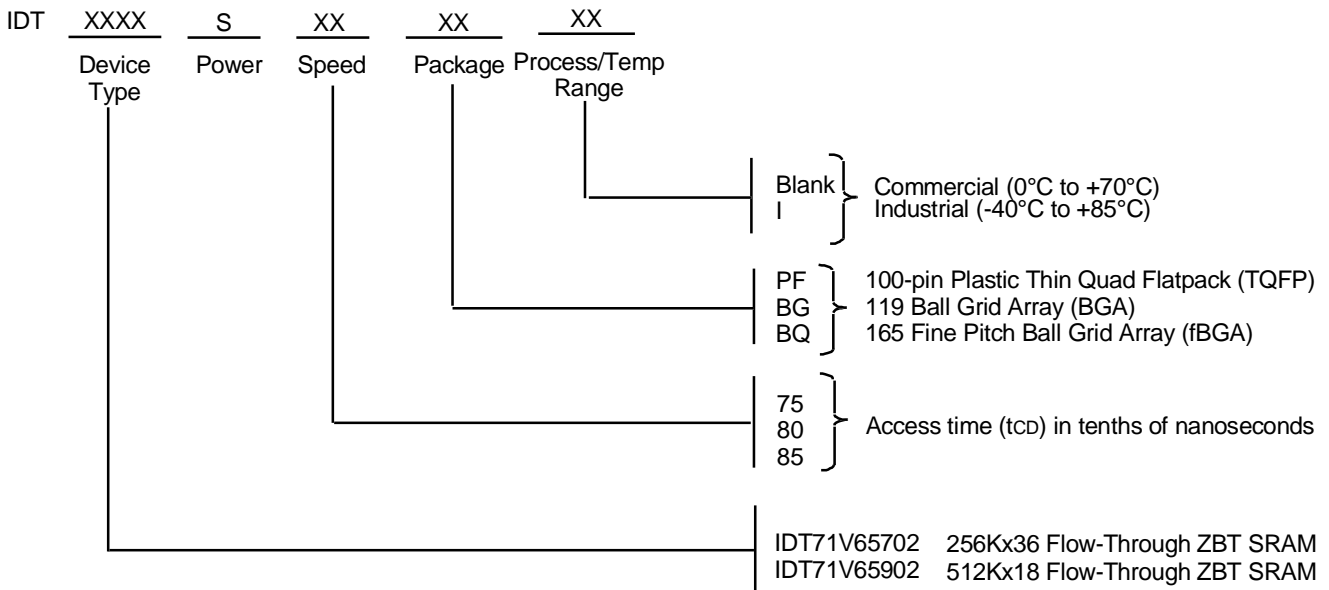 IDT XXXX S XX XX XX
Device Type Power Speed Package Process/Temp Range
Blank Commercial (0°C to +70°C)
I Industrial (-40°C to +85°C)
PF 100-pin Plastic Thin Quad Flatpack (TQFP)
BG 119 Ball Grid Array (BGA)
BQ 165 Fine Pitch Ball Grid Array (fBGA)
75
80 Access time (tCD) in tenths of nanoseconds
85
IDT71V65702 256Kx36 Flow-Through ZBT SRAM
IDT71V65902 512Kx18 Flow-Through ZBT SRAM